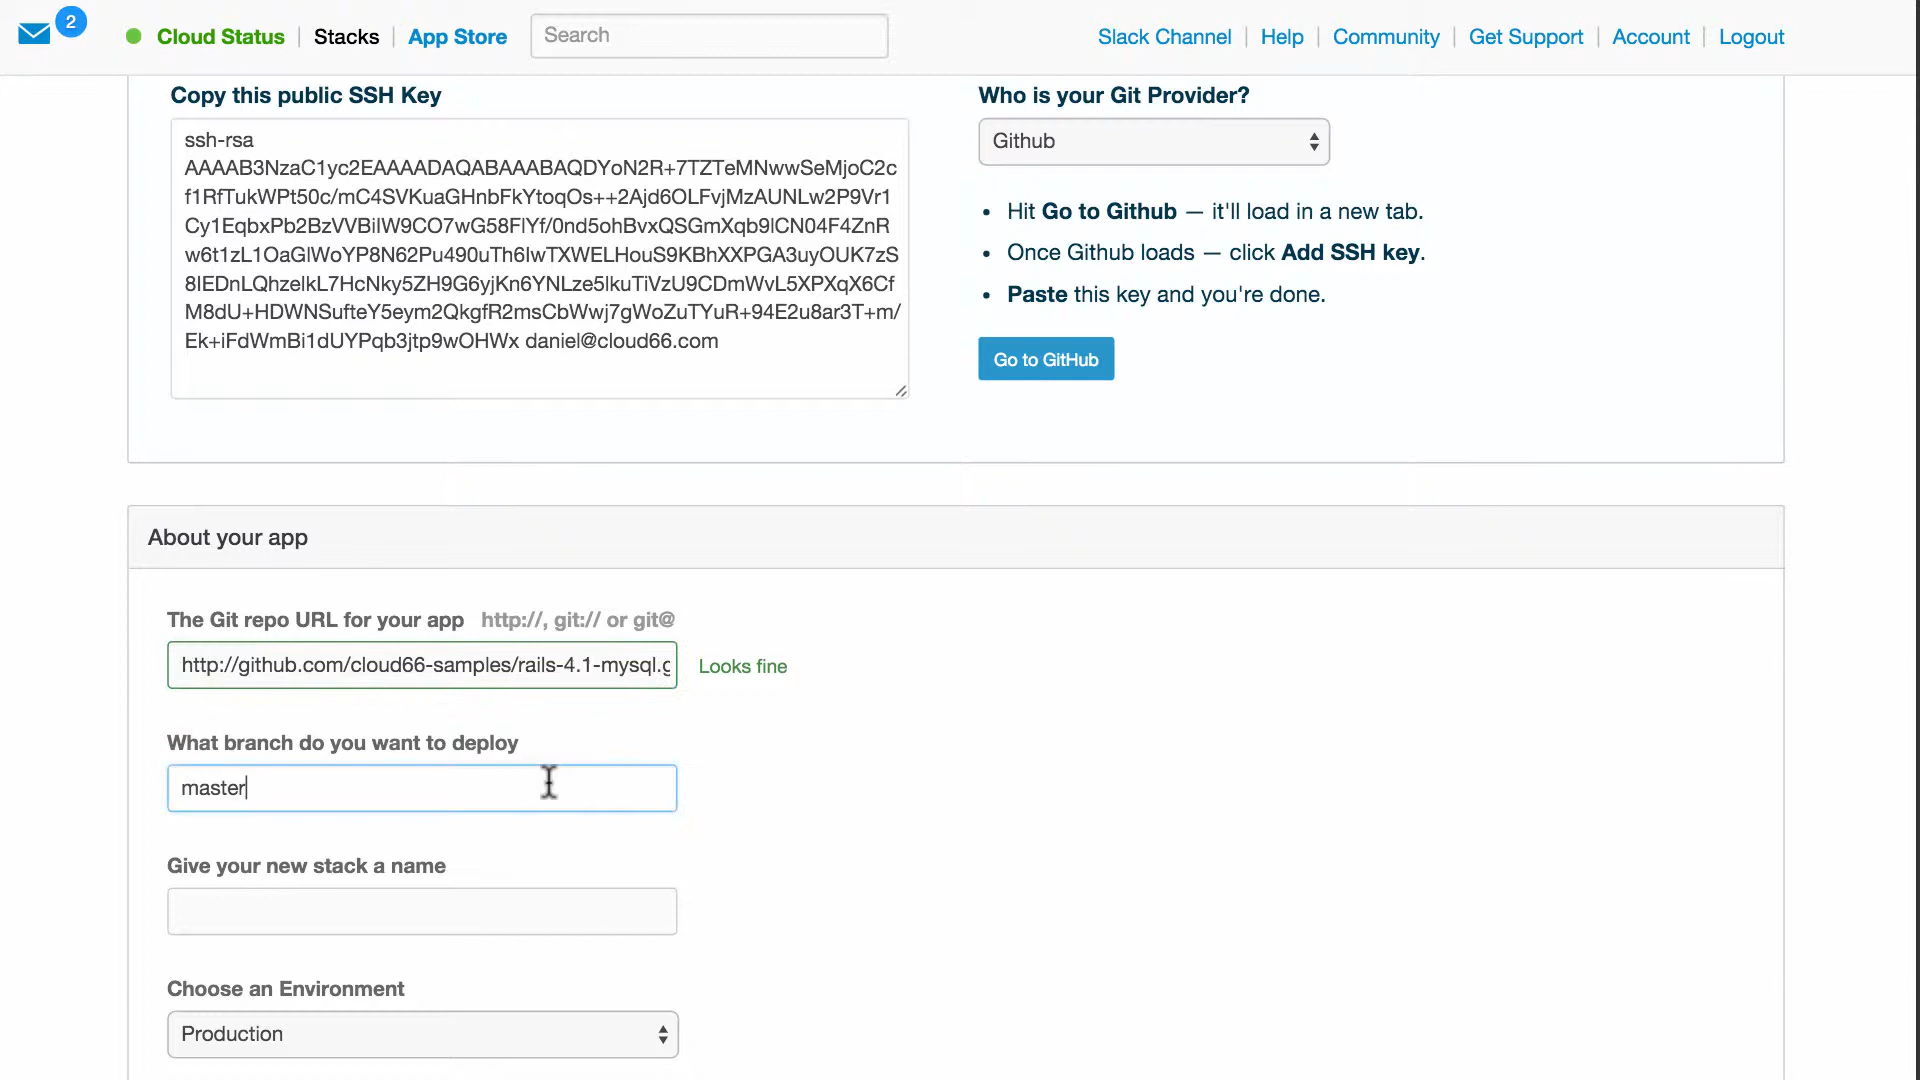 2
Cloud Status
Stacks
App Store
Search
Slack Channel
Help
Community
Get Support
Account
Logout
Copy this public SSH Key
ssh-rsa
AAAAB3NzaC1yc2EAAAADAQABAAABAQDYoN2R+7TZTeMNwwSeMjoC2c
f1RfTukWPt50c/mC4SVKuaGHnbFkYtoqOs++2Ajd6OLFvjMzAUNLw2P9Vr1
Cy1EqbxPb2BzVVBilW9CO7wG58FlYf/0nd5ohBvxQSGmXqb9lCN04F4ZnR
w6t1zL1OaGlWoYP8N62Pu490uTh6IwTXWELHouS9KBhXXPGA3uyOUK7zS
8IEDnLQhzelkL7HcNky5ZH9G6yjKn6YNLze5lkuTiVzU9CDmWvL5XPXqX6Cf
M8dU+HDWNSufteY5eym2QkgfR2msCbWwj7gWoZuTYuR+94E2u8ar3T+m/
Ek+iFdWmBi1dUYPqb3jtp9wOHWx daniel@cloud66.com
Who is your Git Provider?
Github
• Hit Go to Github — it'll load in a new tab.
• Once Github loads — click Add SSH key.
• Paste this key and you're done.
Go to GitHub
About your app
The Git repo URL for your app http://, git:// or git@
http://github.com/cloud66-samples/rails-4.1-mysql.g
Looks fine
What branch do you want to deploy
master
Give your new stack a name
Choose an Environment
Production